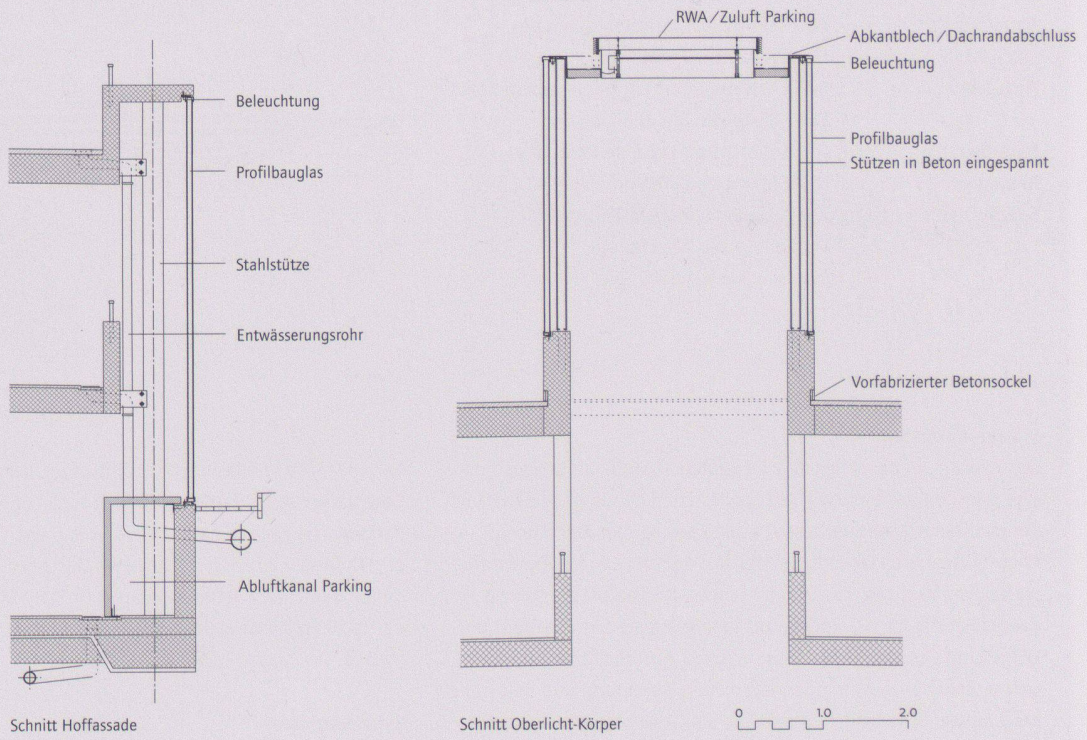 RWA/Zuluft Parking
Abkantblech/Dachrandabschluss
Beleuchtung
Beleuchtung
Profilbauglas
Profilbauglas
Stützen in Beton eingespannt
Stahlstütze
Entwässerungsrohr
Vorfabrizierter Betonsockel
Abluftkanal Parking
Schnitt Hoffassade
Schnitt Oberlicht-Körper
0 1.0 2.0